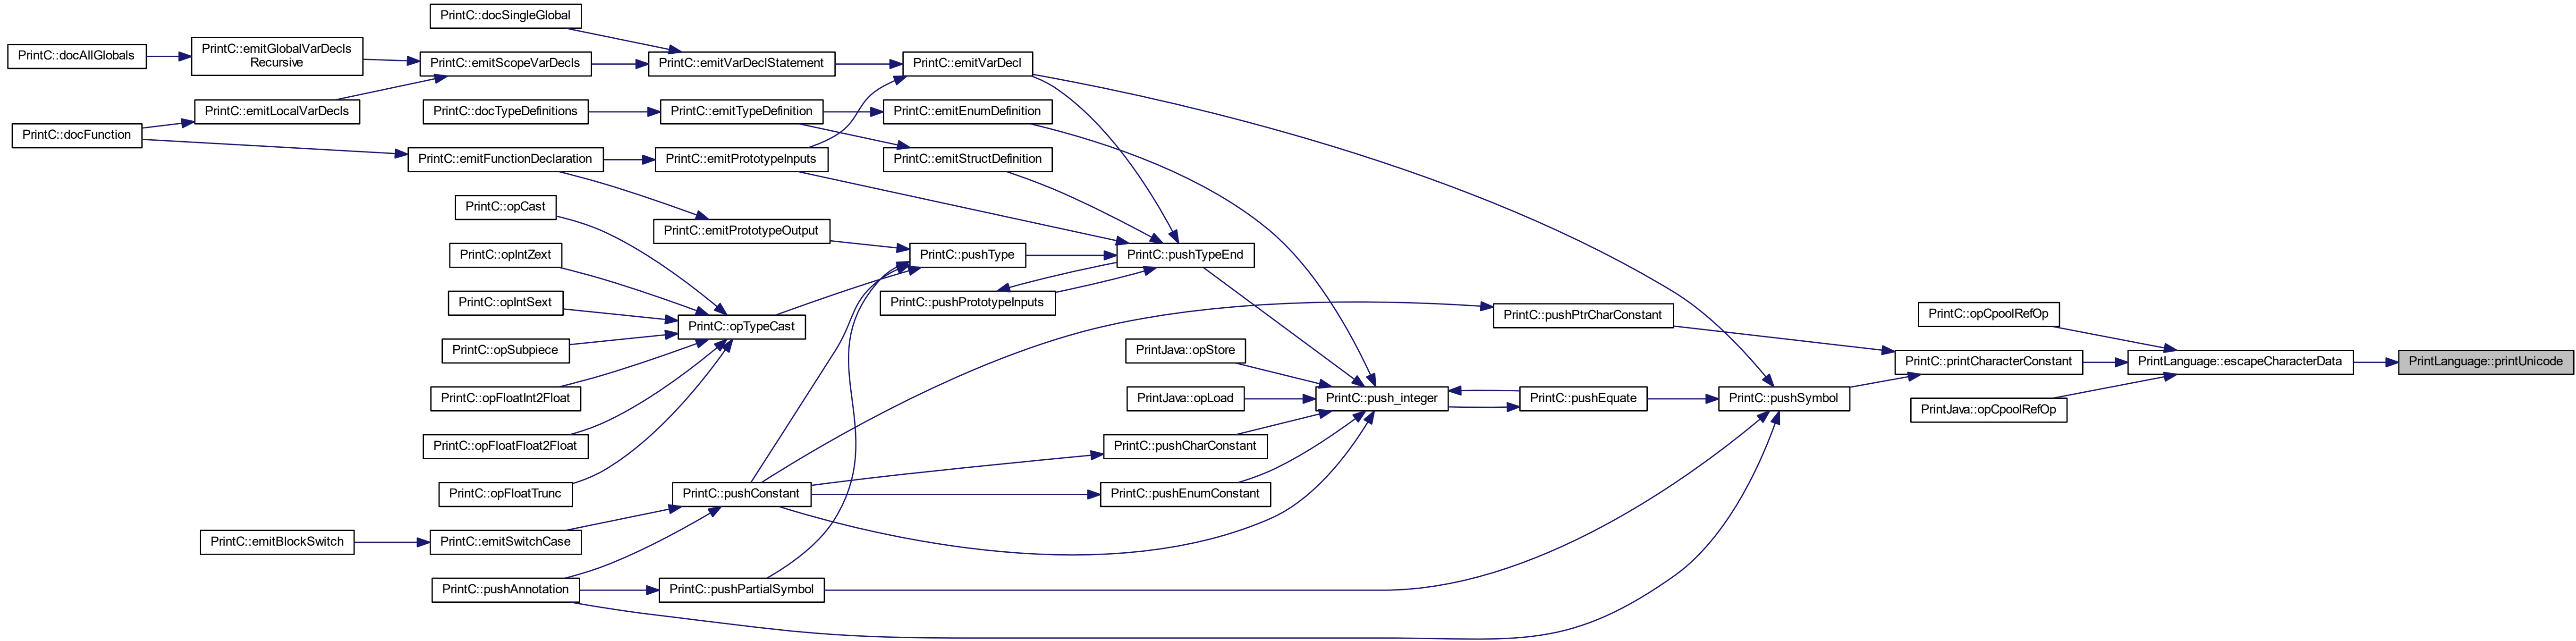 PrintC::docSingleGlobal
PrintC::docAllGlobals
PrintC::emitGlobalVarDecls
Recursive
PrintC::emitScopeVarDecls
PrintC::emitVarDeclStatement
PrintC::emitVarDecl
PrintC::emitLocalVarDecls
PrintC::docTypeDefinitions
PrintC::emitTypeDefinition
PrintC::emitEnumDefinition
PrintC::docFunction
PrintC::emitFunctionDeclaration
PrintC::emitPrototypeInputs
PrintC::emitStructDefinition
PrintC::opCast
PrintC::emitPrototypeOutput
PrintC::opIntZext
PrintC::pushType
PrintC::pushTypeEnd
PrintC::opIntSext
PrintC::pushPrototypeInputs
PrintC::opTypeCast
PrintC::pushPtrCharConstant
PrintC::opCpoolRefOp
PrintC::opSubpiece
PrintJava::opStore
PrintC::printCharacterConstant
PrintLanguage::escapeCharacterData
PrintLanguage::printUnicode
PrintC::opFloatInt2Float
PrintJava::opLoad
PrintC::push_integer
PrintC::pushEquate
PrintC::pushSymbol
PrintJava::opCpoolRefOp
PrintC::opFloatFloat2Float
PrintC::pushCharConstant
PrintC::opFloatTrunc
PrintC::pushConstant
PrintC::pushEnumConstant
PrintC::emitBlockSwitch
PrintC::emitSwitchCase
PrintC::pushAnnotation
PrintC::pushPartialSymbol